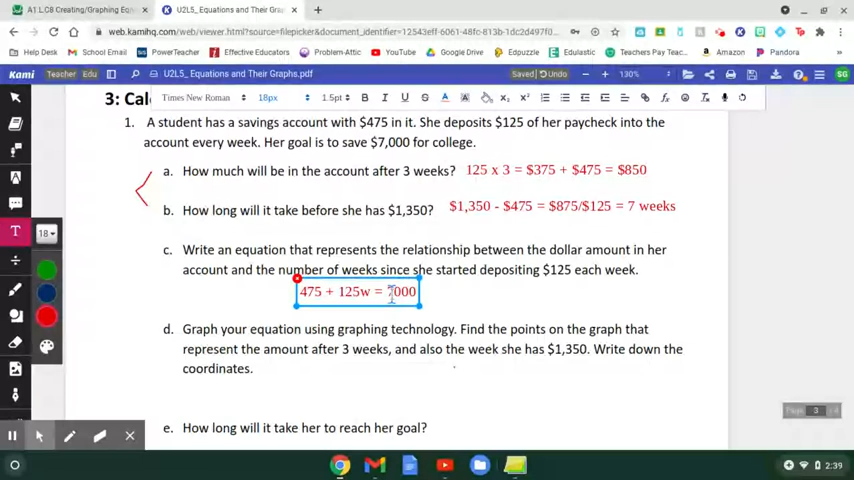 A1 L.C8 Creating/Graphing Equa
U2L5_ Equations and Their Grap
web.kamihq.com/web/viewer.html?source=filepicker&document_identifier=12543eff-6061-48fc-813b-1dc2d497f0...
Help Desk School Email PowerTeacher Effective Educators Problem-Attic YouTube Google Drive Edpuzzle Edulastic Teachers Pay Teac... Amazon Pandora
Kami Teacher Edu U2L5_ Equations and Their Graphs.pdf Saved Undo 130% SG
Times New Roman 18px 1.5pt B I U S A A X₂ X²
3: Cal
1. A student has a savings account with $475 in it. She deposits $125 of her paycheck into the
account every week. Her goal is to save $7,000 for college.
a. How much will be in the account after 3 weeks? 125 x 3 = $375 + $475 = $850
b. How long will it take before she has $1,350? $1,350 - $475 = $875/$125 = 7 weeks
c. Write an equation that represents the relationship between the dollar amount in her
account and the number of weeks since she started depositing $125 each week.
475 + 125w = 7000
d. Graph your equation using graphing technology. Find the points on the graph that
represent the amount after 3 weeks, and also the week she has $1,350. Write down the
coordinates.
e. How long will it take her to reach her goal?
T 18
Page 3
2:39